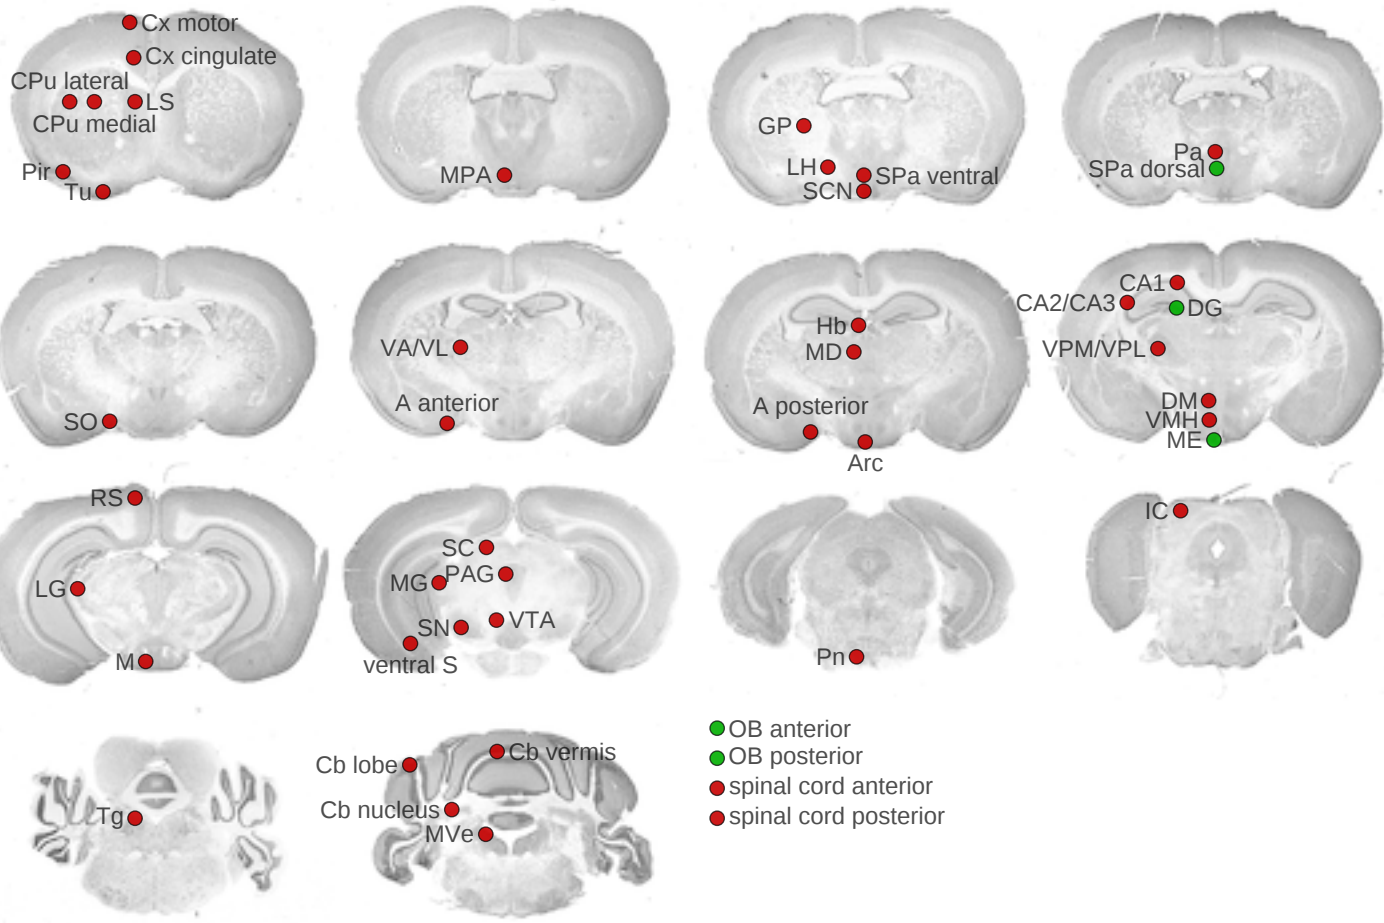 Cx motor
Cx cingulate
CPu lateral
LS
CPu medial
Pir
Tu
MPA
GP
LH
SPa ventral
SCN
Pa
SPa dorsal
SO
VA/VL
A anterior
Hb
MD
A posterior
Arc
CA1
CA2/CA3
DG
VPM/VPL
DM
VMH
ME
RS
LG
M
SC
MG
PAG
SN
VTA
ventral S
Pn
IC
Tg
Cb lobe
Cb vermis
Cb nucleus
MVe
OB anterior
OB posterior
spinal cord anterior
spinal cord posterior